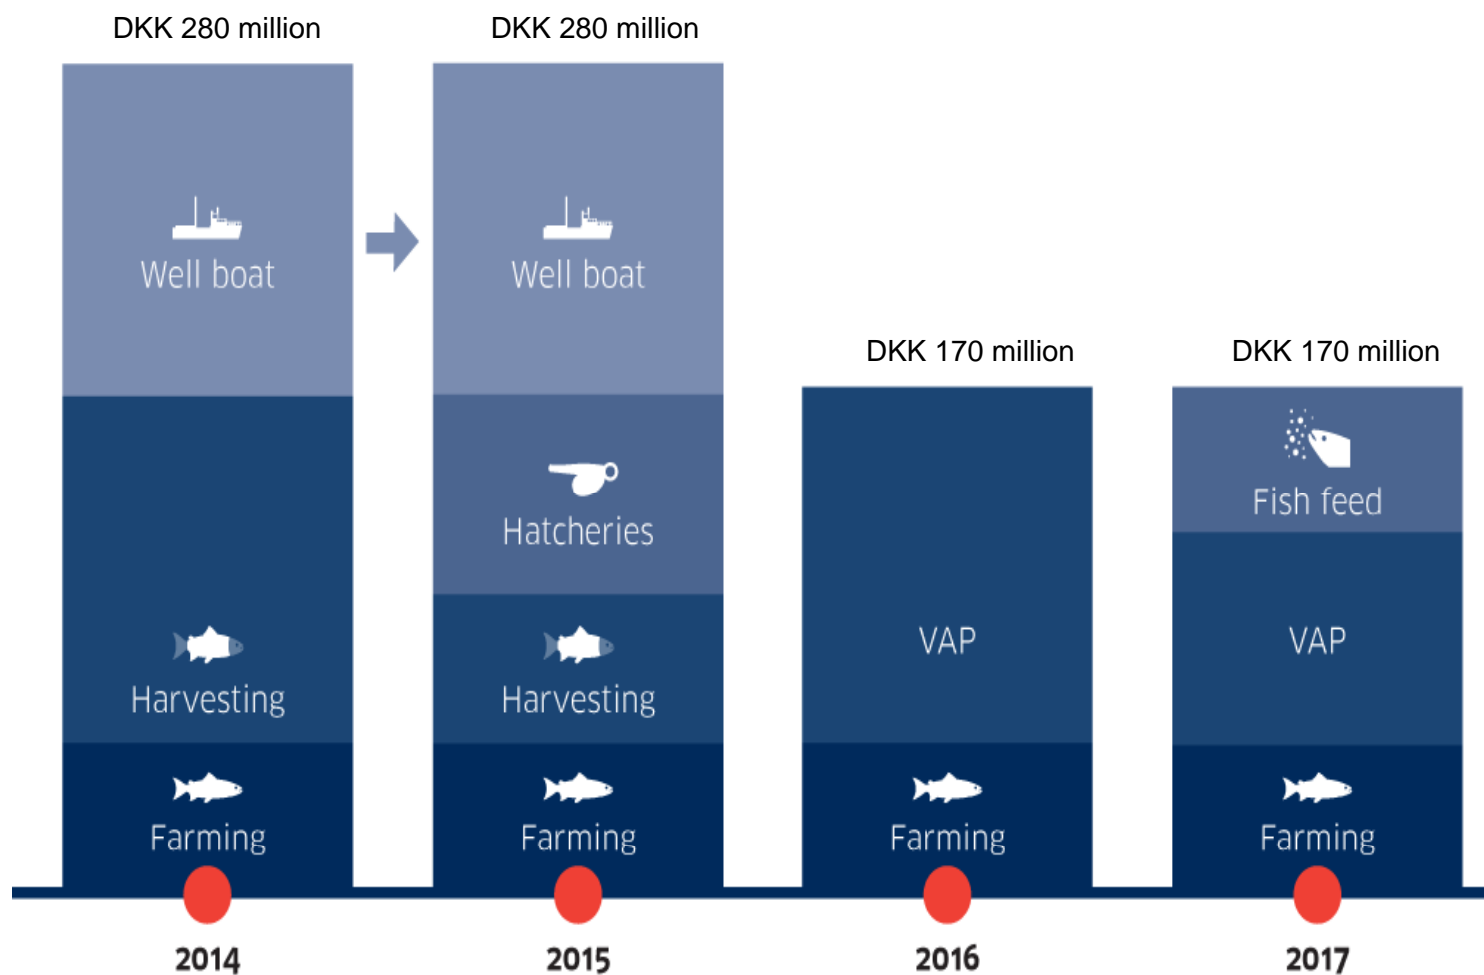 DKK 280 million
DKK 280 million
Well boat
Well boat
DKK 170 million
DKK 170 million
Hatcheries
Fish feed
Harvesting
Harvesting
VAP
VAP
Farming
Farming
Farming
Farming
2014
2015
2016
2017